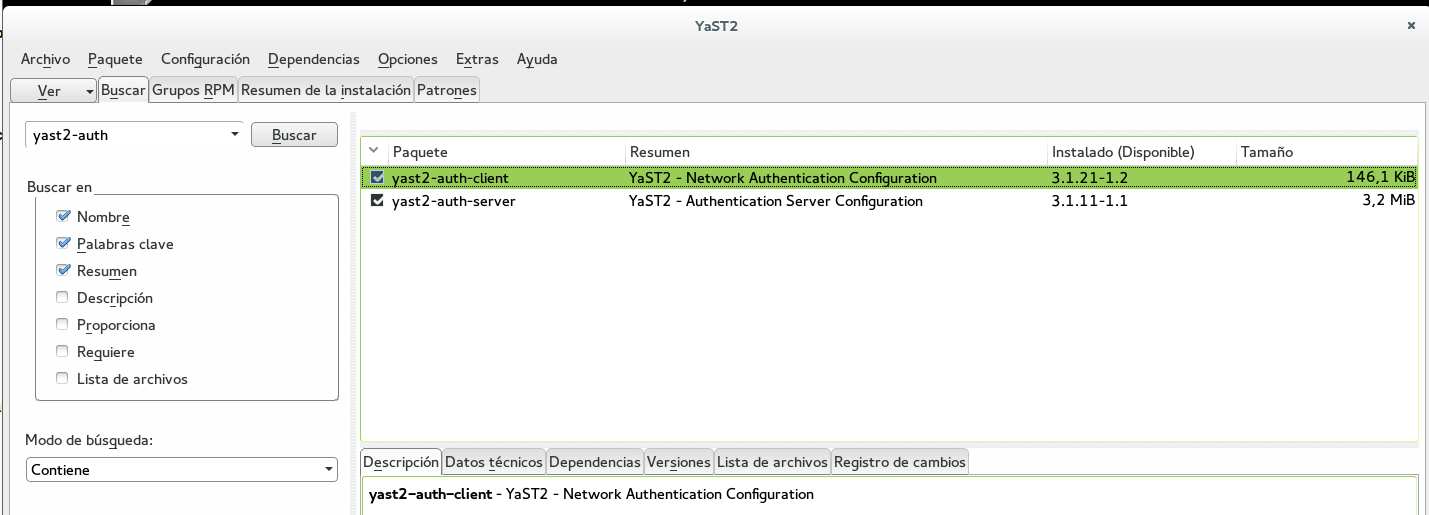 YaST2
Archivo Paquete Configuración Dependencias Opciones Extras Ayuda
Ver Buscar Grupos RPM Resumen de la instalación Patrones
yast2-auth Buscar
Buscar en
Nombre
Palabras clave
Resumen
Descripción
Proporciona
Requiere
Lista de archivos
Modo de búsqueda:
Contiene
Paquete Resumen Instalado (Disponible) Tamaño
yast2-auth-client YaST2 - Network Authentication Configuration 3.1.21-1.2 146,1 KiB
yast2-auth-server YaST2 - Authentication Server Configuration 3.1.11-1.1 3,2 MiB
Descripción Datos técnicos Dependencias Versiones Lista de archivos Registro de cambios
yast2-auth-client - YaST2 - Network Authentication Configuration